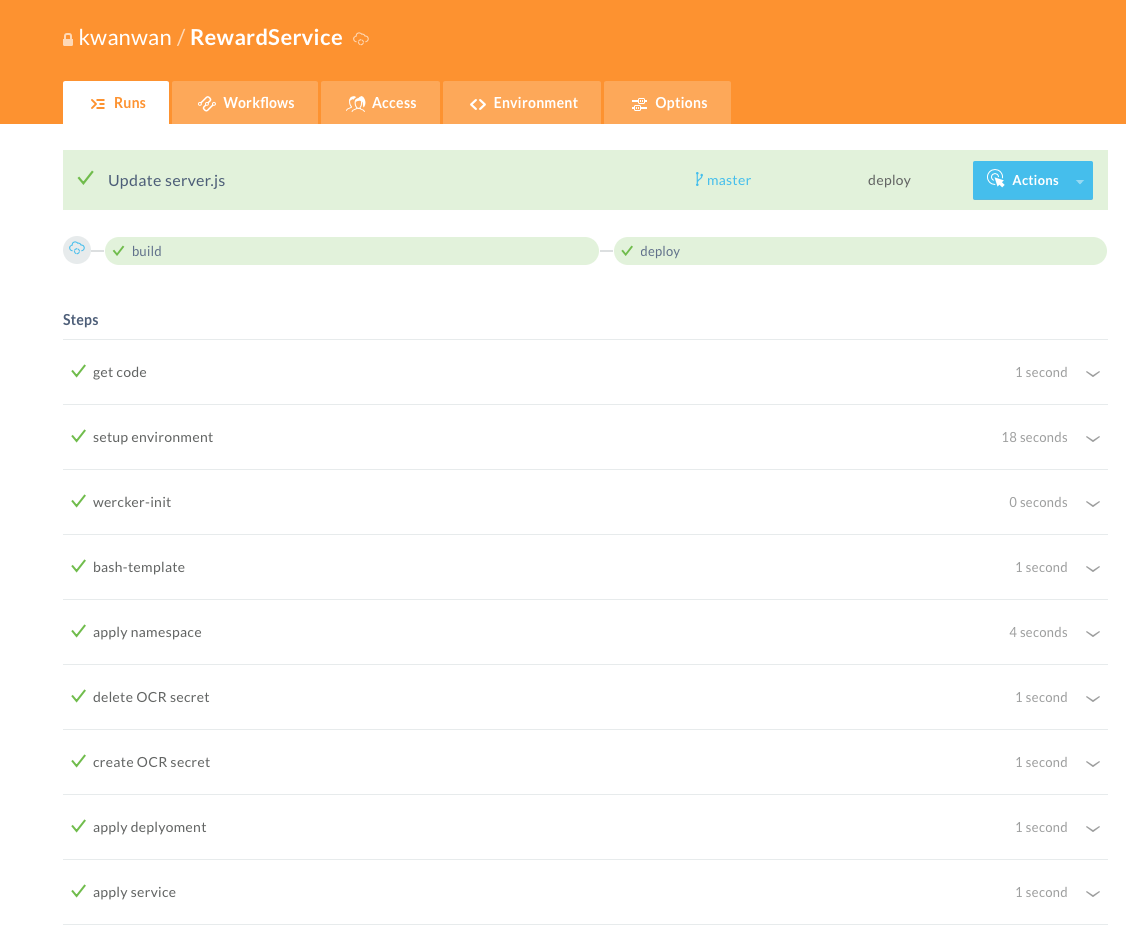 kwanwan / RewardService
Runs Workflows Access Environment Options
Update server.js master deploy Actions
build deploy
Steps
get code 1 second
setup environment 18 seconds
wercker-init 0 seconds
bash-template 1 second
apply namespace 4 seconds
delete OCR secret 1 second
create OCR secret 1 second
apply deplyoment 1 second
apply service 1 second